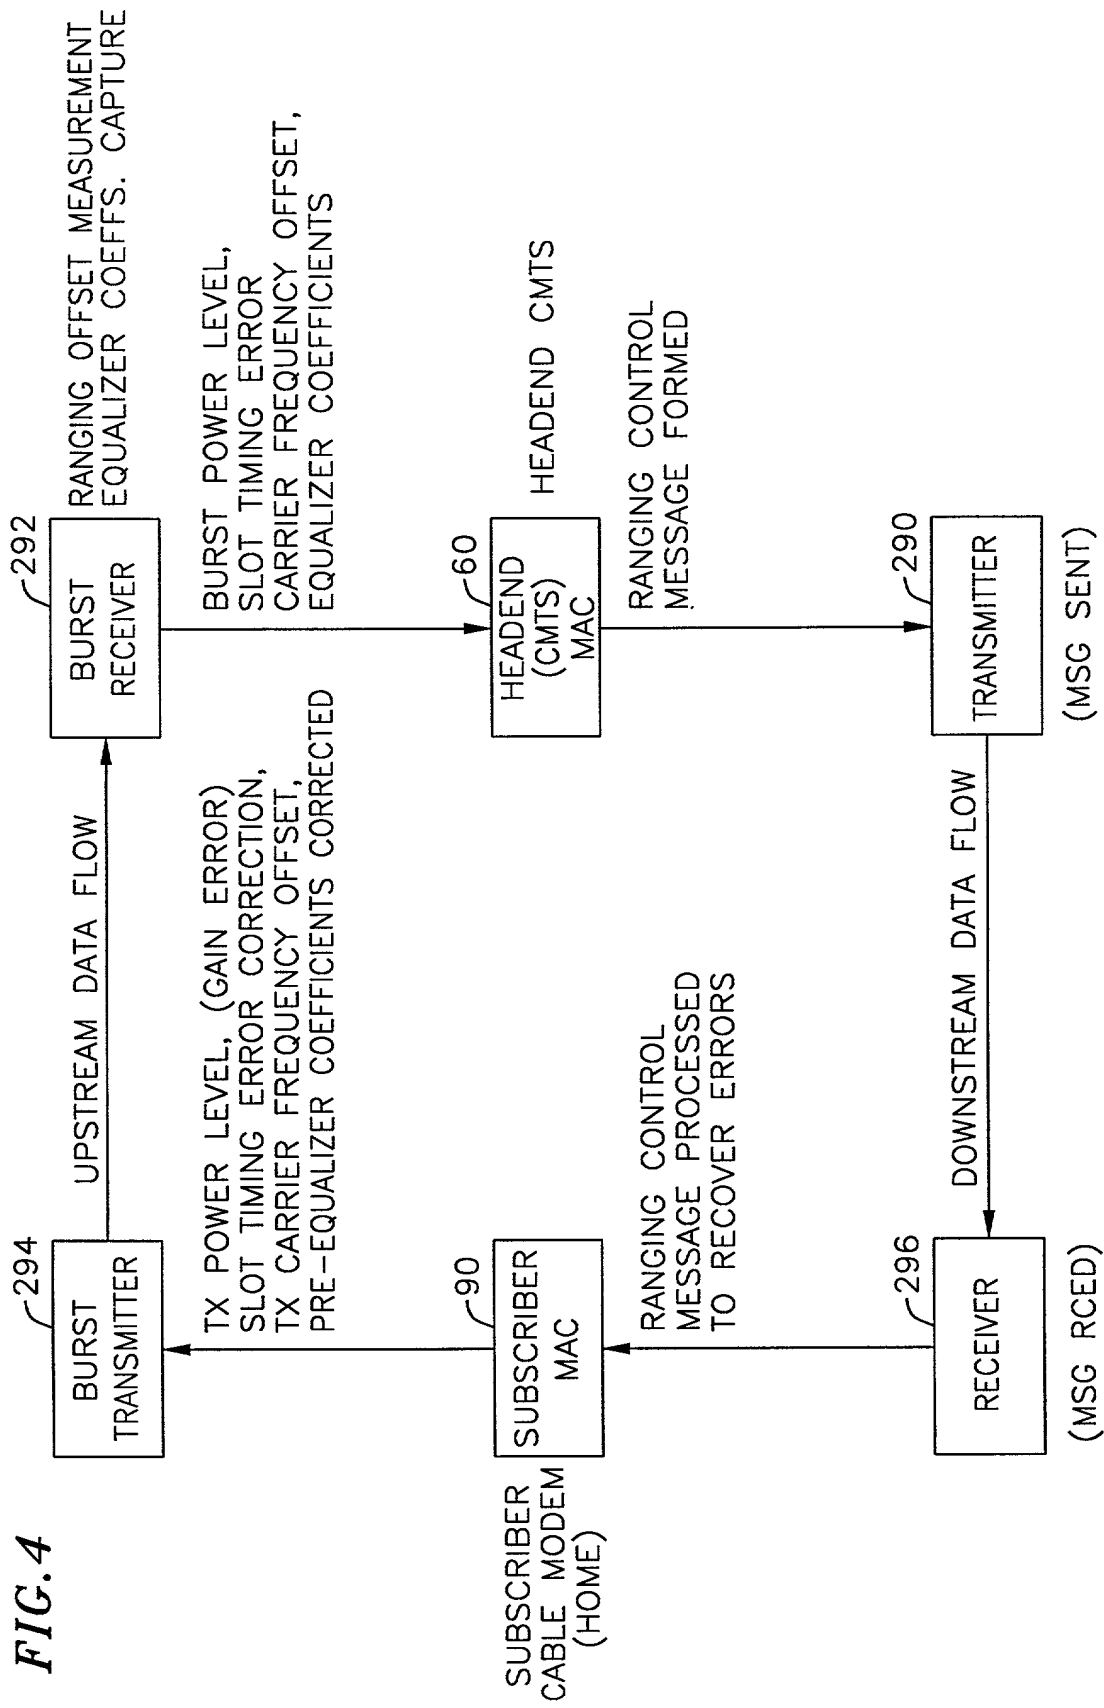 FIG.4
294
BURST
TRANSMITTER
UPSTREAM DATA FLOW
292
BURST
RECEIVER
RANGING OFFSET MEASUREMENT
EQUALIZER COEFFS. CAPTURE
TX POWER LEVEL, (GAIN ERROR)
SLOT TIMING ERROR CORRECTION,
TX CARRIER FREQUENCY OFFSET,
PRE-EQUALIZER COEFFICIENTS CORRECTED
BURST POWER LEVEL,
SLOT TIMING ERROR
CARRIER FREQUENCY OFFSET,
EQUALIZER COEFFICIENTS
SUBSCRIBER
CABLE MODEM
(HOME)
90
SUBSCRIBER
MAC
60
HEADEND
(CMTS)
MAC
HEADEND CMTS
RANGING CONTROL
MESSAGE PROCESSED
TO RECOVER ERRORS
RANGING CONTROL
MESSAGE FORMED
296
RECEIVER
(MSG RCED)
DOWNSTREAM DATA FLOW
290
TRANSMITTER
(MSG SENT)